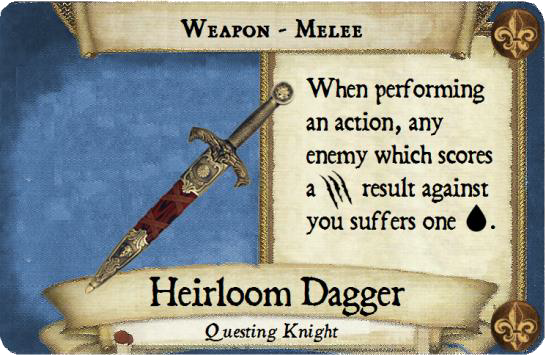 Weapon - Melee
When performing
an action, any
enemy which scores
a result against
you suffers one .
Heirloom Dagger
Questing Knight